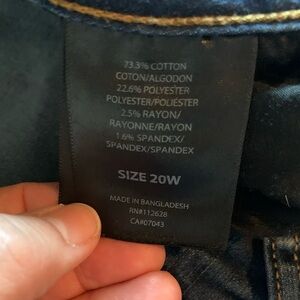 73.3% COTTON
COTON/ALGODON
22.6% POLYESTER
POLYESTER/POLIÉSTER
2.5% RAYON/
RAYONNE/RAYON
1.6% SPANDEX/
SPANDEX/SPANDEX
SIZE 20W
MADE IN BANGLADESH
RN#112628
CA#07043